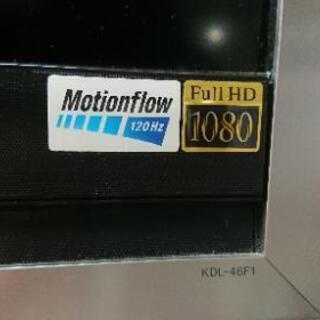 Motionflow
120Hz
Full HD
1080
KDL-46F1